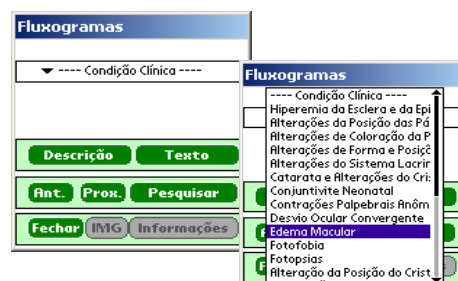 Fluxogramas
---- Condição Clínica ----
Descrição Texto
Ant. Prox. Pesquisar
Fechar IMG Informações
Fluxogramas
---- Condição Clínica ----
Hiperemia da Esclera e da Epi
Alterações da Posição das Pá
Alterações de Coloração da P
Alterações de Forma e Posiçõ
Alterações do Sistema Lacrir
Catarata e Alterações do Cri
Conjuntivite Neonatal
Contrações Palpebrais Anôm
Desvio Ocular Convergente
Edema Macular
Fotofobia
Fotopsias
Alteração da Posição do Crist